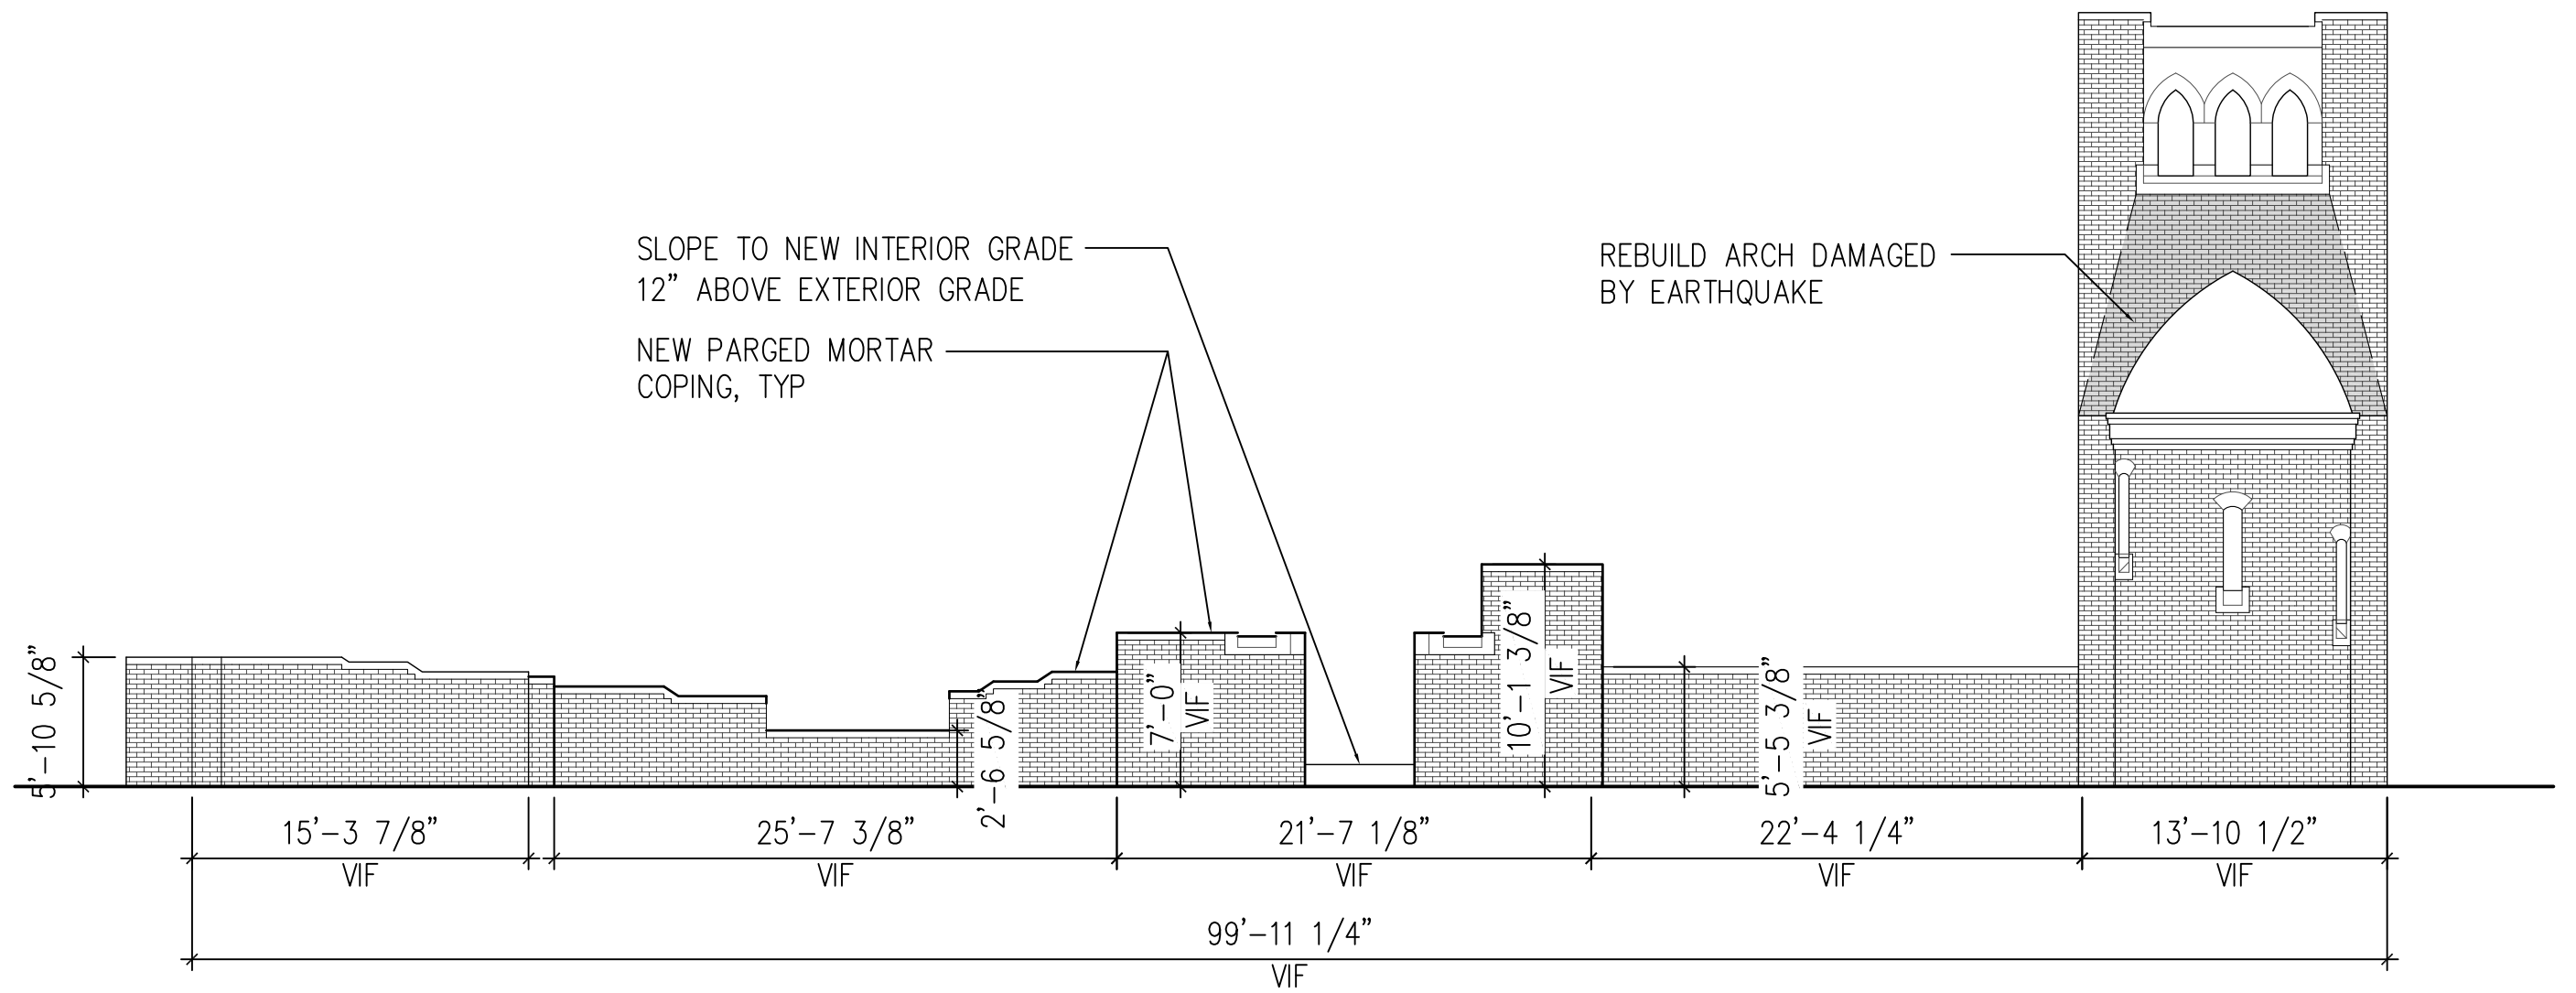 SLOPE TO NEW INTERIOR GRADE
12” ABOVE EXTERIOR GRADE
NEW PARGED MORTAR
COPING, TYP
REBUILD ARCH DAMAGED
BY EARTHQUAKE
5’-10 5/8”
2’-6 5/8”
7’-0”
VIF
10’-1 3/8”
VIF
5’-5 3/8”
VIF
15’-3 7/8”
VIF
25’-7 3/8”
VIF
21’-7 1/8”
VIF
22’-4 1/4”
VIF
13’-10 1/2”
VIF
99’-11 1/4”
VIF